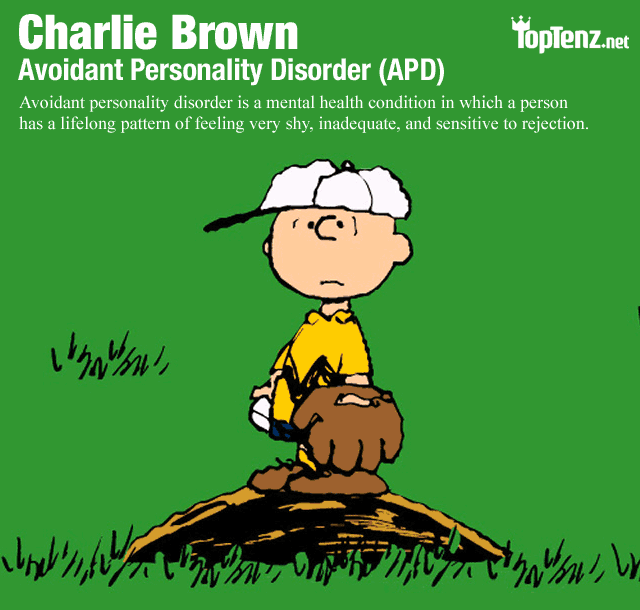 Charlie Brown
TopTenz.net
Avoidant Personality Disorder (APD)
Avoidant personality disorder is a mental health condition in which a person
has a lifelong pattern of feeling very shy, inadequate, and sensitive to rejection.